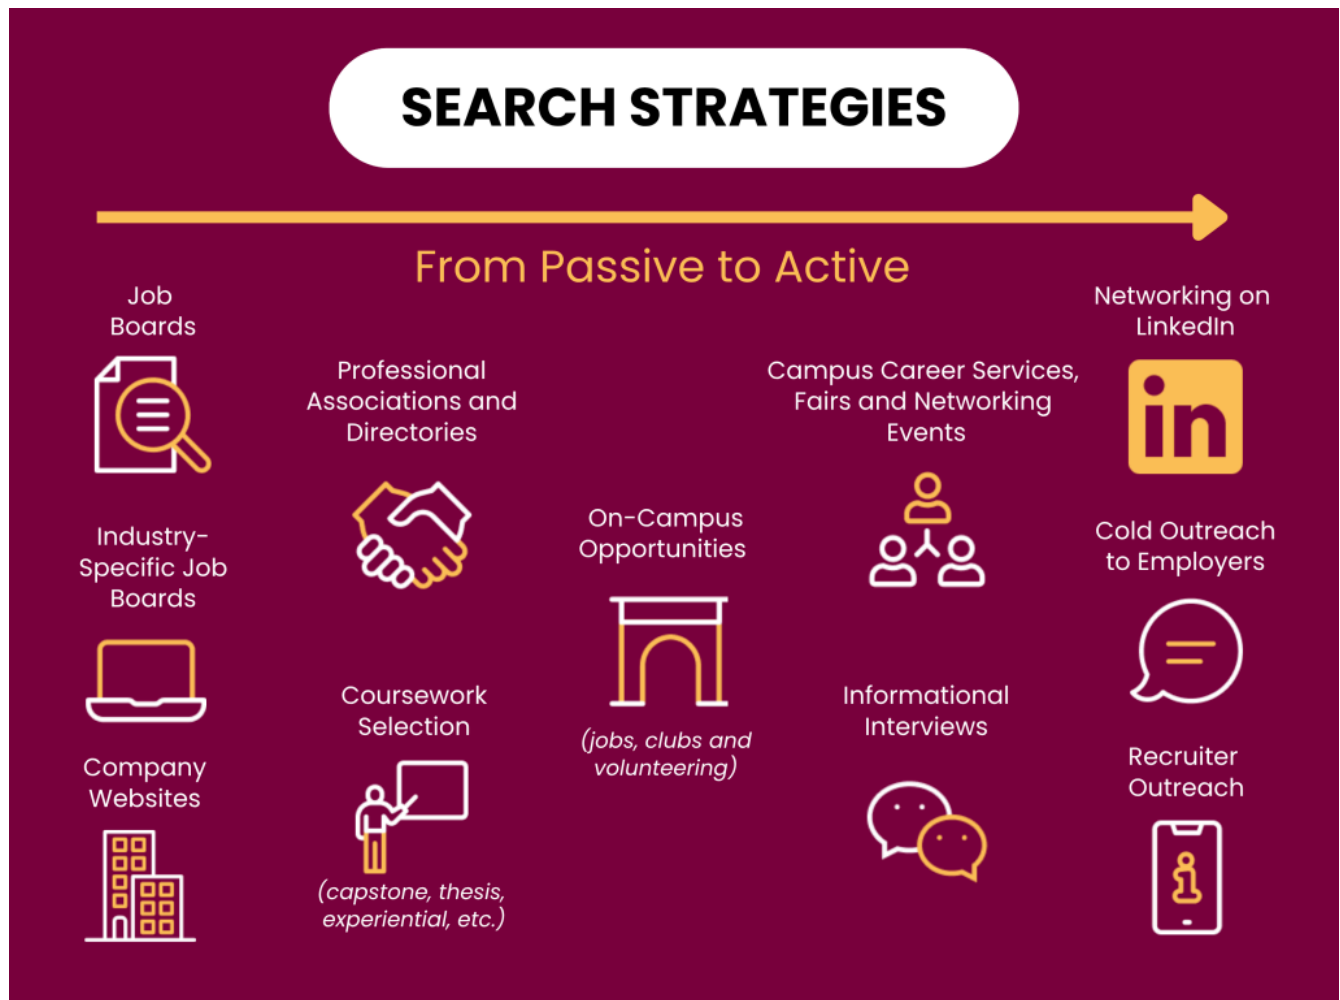 SEARCH STRATEGIES
From Passive to Active
Job
Boards
Industry-
Specific Job
Boards
Company
Websites
Professional
Associations and
Directories
Coursework
Selection
(capstone, thesis,
experiential, etc.)
On-Campus
Opportunities
(jobs, clubs and
volunteering)
Campus Career Services,
Fairs and Networking
Events
Informational
Interviews
Networking on
LinkedIn
in
Cold Outreach
to Employers
Recruiter
Outreach
i